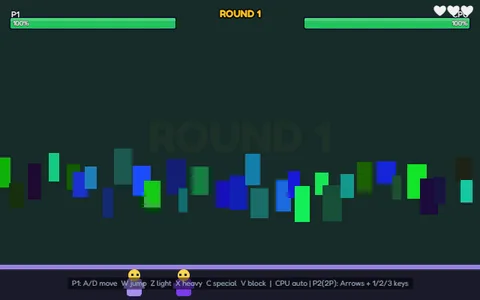 P1
ROUND 1
100%
100%
ROUND 1
P1: A/D move W jump Z light X heavy C special V block | CPU auto | P2(2P): Arrows + 1/2/3 keys